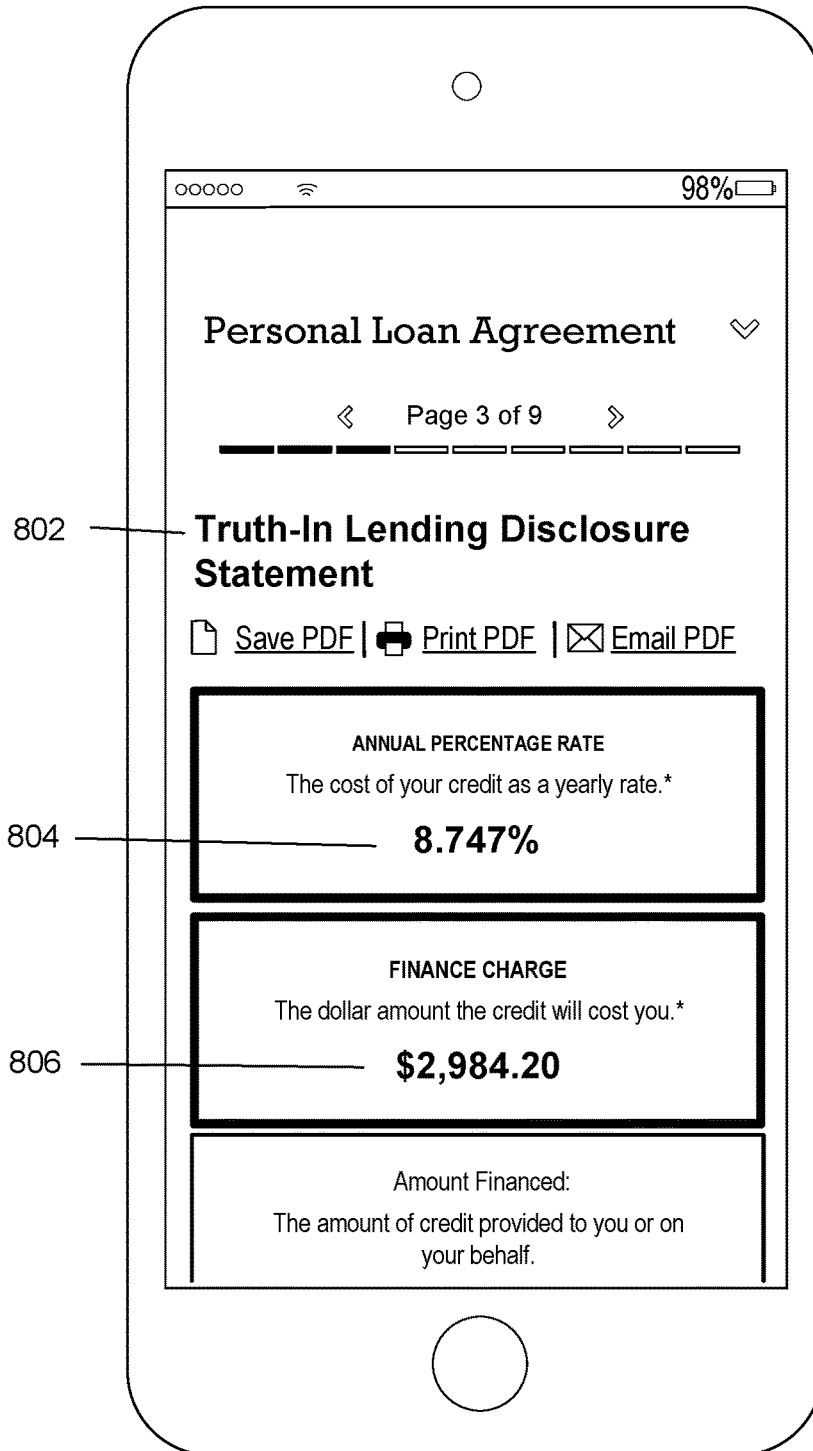 98%
Personal Loan Agreement
Page 3 of 9
802
Truth-In Lending Disclosure
Statement
Save PDF | Print PDF | Email PDF
ANNUAL PERCENTAGE RATE
The cost of your credit as a yearly rate.*
804
8.747%
FINANCE CHARGE
The dollar amount the credit will cost you.*
806
$2,984.20
Amount Financed:
The amount of credit provided to you or on
your behalf.